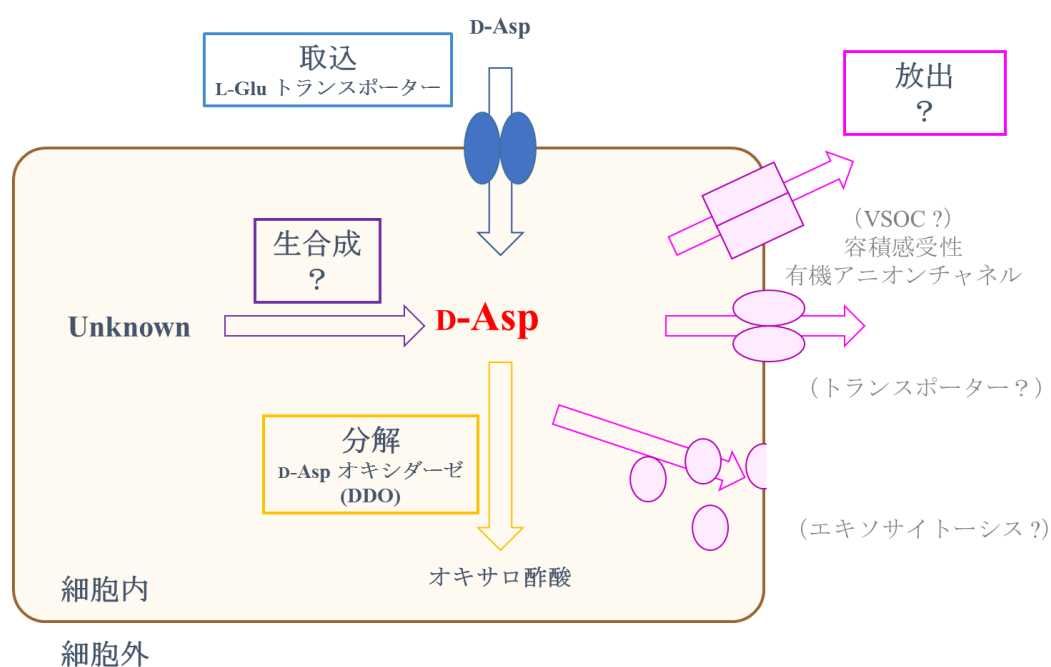 D-Asp
取込
L-Glu トランスポーター
放出
?
(VSOC ?)
容積感受性
有機アニオンチャネル
生合成
?
Unknown
D-Asp
(トランスポーター?)
分解
D-Asp オキシダーゼ
(DDO)
(エキソサイトーシス ?)
オキサロ酢酸
細胞内
細胞外